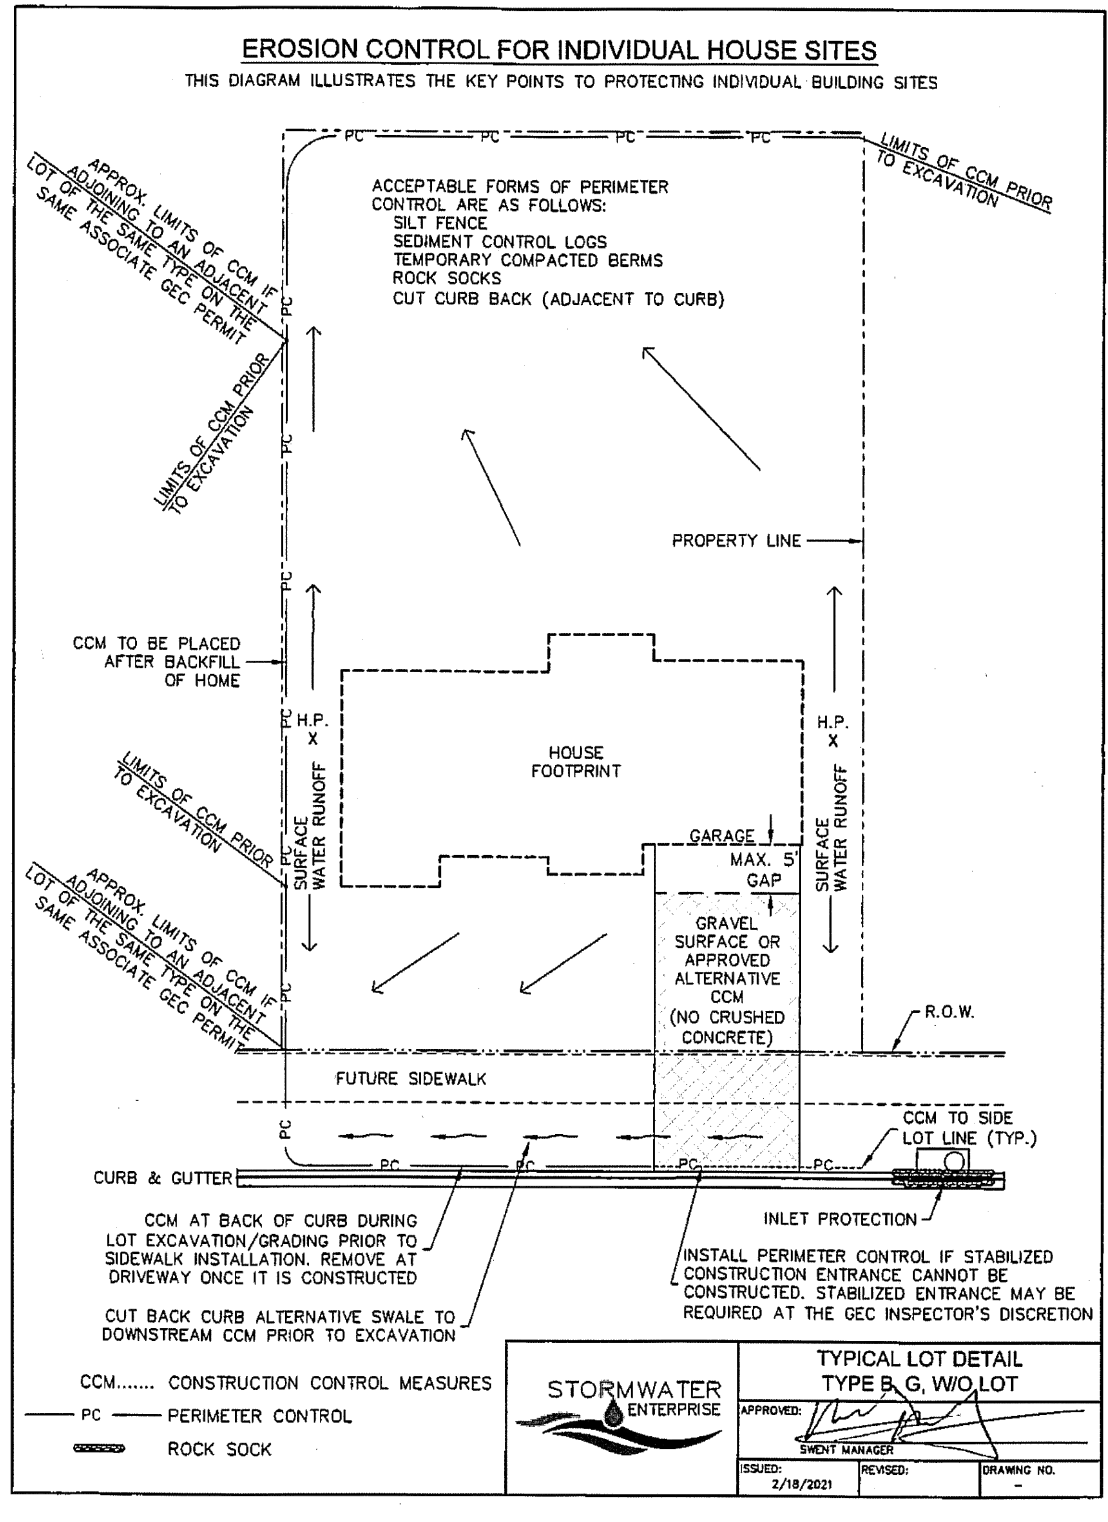 EROSION CONTROL FOR INDIVIDUAL HOUSE SITES
THIS DIAGRAM ILLUSTRATES THE KEY POINTS TO PROTECTING INDIVIDUAL BUILDING SITES
PC
PC
PC
PC
LIMITS OF CCM PRIOR
TO EXCAVATION
APPROX. LIMITS OF CCM IF
ADJOINING TO AN ADJACENT
LOT OF THE SAME TYPE ON THE
SAME ASSOCIATE GEC PERMIT
ACCEPTABLE FORMS OF PERIMETER
CONTROL ARE AS FOLLOWS:
SILT FENCE
SEDIMENT CONTROL LOGS
TEMPORARY COMPACTED BERMS
ROCK SOCKS
CUT CURB BACK (ADJACENT TO CURB)
PC
LIMITS OF CCM PRIOR
TO EXCAVATION
PC
PROPERTY LINE
PC
CCM TO BE PLACED
AFTER BACKFILL
OF HOME
PC
H.P.
X
H.P.
X
HOUSE
FOOTPRINT
LIMITS OF CCM PRIOR
TO EXCAVATION
PC
SURFACE
WATER RUNOFF
SURFACE
WATER RUNOFF
GARAGE
MAX. 5'
GAP
APPROX. LIMITS OF CCM IF
ADJOINING TO AN ADJACENT
LOT OF THE SAME TYPE ON THE
SAME ASSOCIATE GEC PERMIT
PC
GRAVEL
SURFACE OR
APPROVED
ALTERNATIVE
CCM
(NO CRUSHED
CONCRETE)
R.O.W.
FUTURE SIDEWALK
PC
CCM TO SIDE
LOT LINE (TYP.)
PC
PC
PC
PC
CURB & GUTTER
INLET PROTECTION
CCM AT BACK OF CURB DURING
LOT EXCAVATION/GRADING PRIOR TO
SIDEWALK INSTALLATION. REMOVE AT
DRIVEWAY ONCE IT IS CONSTRUCTED
INSTALL PERIMETER CONTROL IF STABILIZED
CONSTRUCTION ENTRANCE CANNOT BE
CONSTRUCTED. STABILIZED ENTRANCE MAY BE
REQUIRED AT THE GEC INSPECTOR'S DISCRETION
CUT BACK CURB ALTERNATIVE SWALE TO
DOWNSTREAM CCM PRIOR TO EXCAVATION
CCM....... CONSTRUCTION CONTROL MEASURES
PC PERIMETER CONTROL
ROCK SOCK
STORMWATER
ENTERPRISE
TYPICAL LOT DETAIL
TYPE B, G, W/O LOT
APPROVED:
SWENT MANAGER
ISSUED:
2/18/2021
REVISED:
DRAWING NO.
–